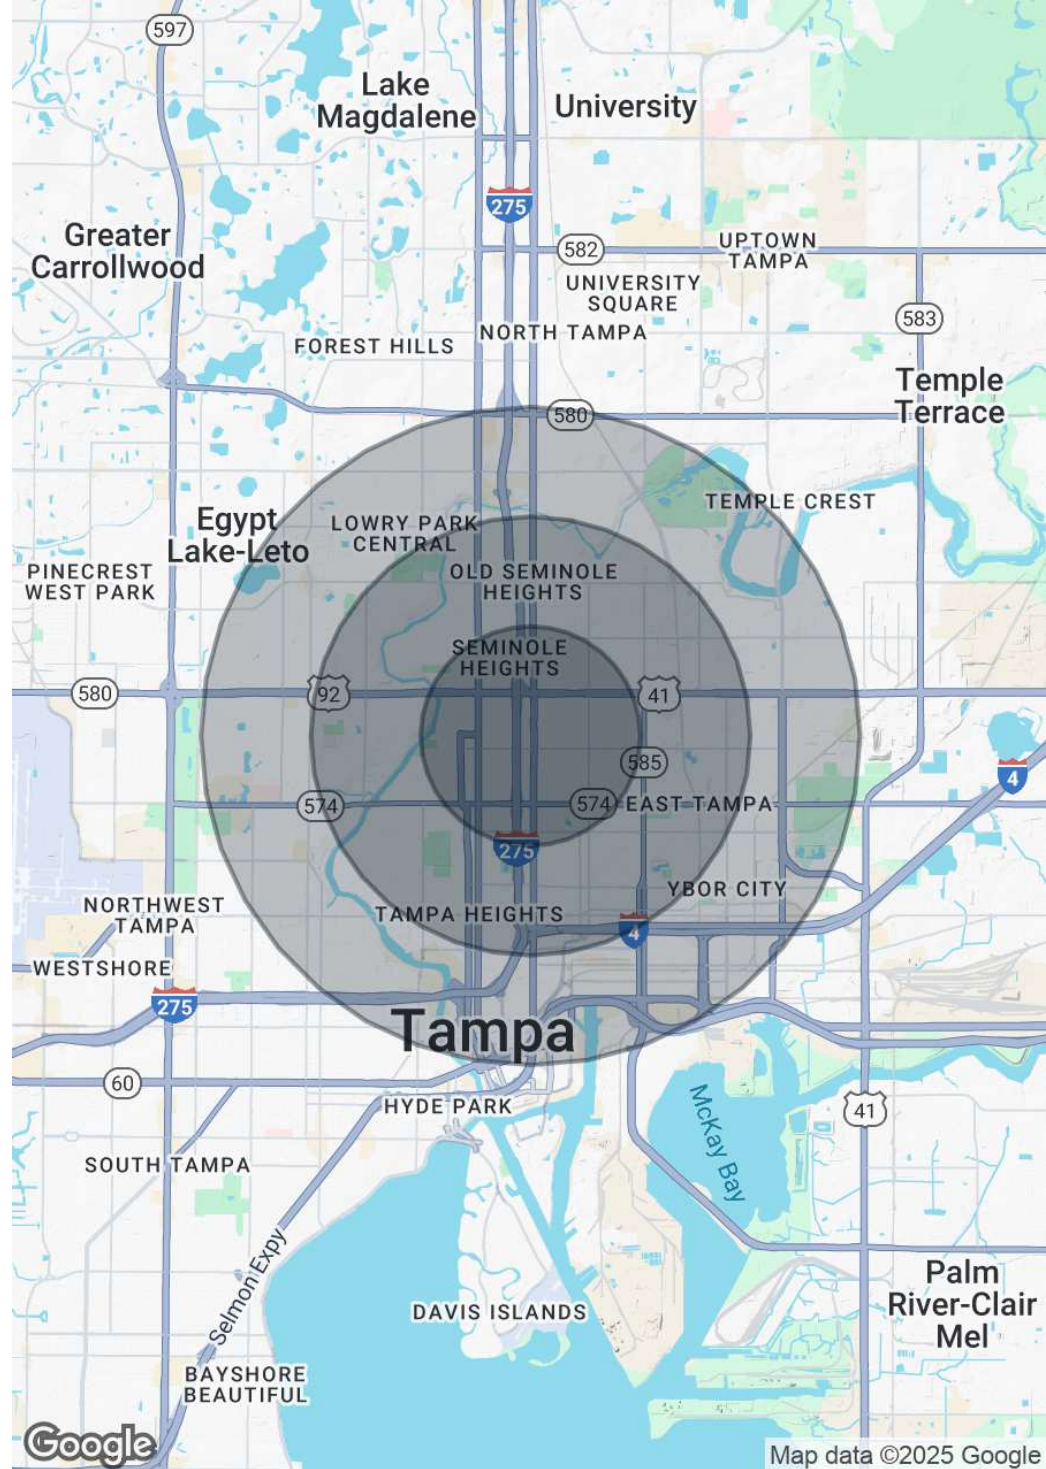 597
Lake
Magdalene
University
275
Greater
Carrollwood
582
UPTOWN
TAMPA
UNIVERSITY
SQUARE
583
NORTH TAMPA
FOREST HILLS
Temple
Terrace
580
TEMPLE CREST
Egypt
Lake-Leto
LOWRY PARK
CENTRAL
PINECREST
WEST PARK
OLD SEMINOLE
HEIGHTS
SEMINOLE
HEIGHTS
580
92
41
585
4
574
574
EAST TAMPA
275
YBOR CITY
NORTHWEST
TAMPA
TAMPA HEIGHTS
4
WESTSHORE
275
Tampa
60
HYDE PARK
McKay Bay
41
SOUTH TAMPA
Selmon Expy
Palm
River-Clair
Mel
DAVIS ISLANDS
BAYSHORE
BEAUTIFUL
Google
Map data ©2025 Google